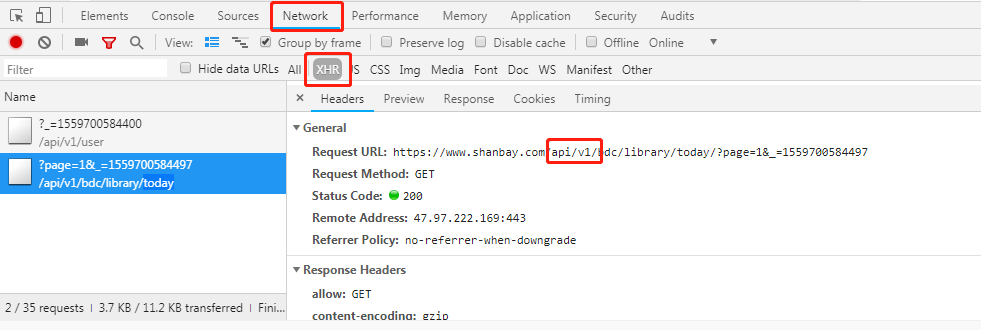 Elements Console Sources Network Performance Memory Application Security Audits
View: Group by frame Preserve log Disable cache Offline Online
Filter Hide data URLs All XHR JS CSS Img Media Font Doc WS Manifest Other
Name
?_=1559700584400
/api/v1/user
?page=1&_=1559700584497
/api/v1/bdc/library/today
2 / 35 requests 3.7 KB / 11.2 KB transferred Fini...
Headers Preview Response Cookies Timing
General
Request URL: https://www.shanbay.com/api/v1/bdc/library/today/?page=1&_=1559700584497
Request Method: GET
Status Code: 200
Remote Address: 47.97.222.169:443
Referrer Policy: no-referrer-when-downgrade
Response Headers
allow: GET
content-encoding: gzip